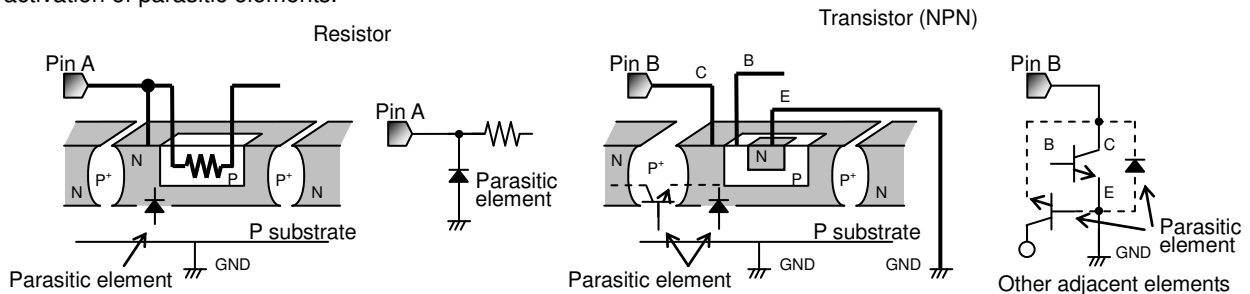 activation of parasitic elements.
Resistor
Transistor (NPN)
Pin A
Pin A
Parasitic
element
N
N
P+
P
P+
N
P substrate
GND
Parasitic element
Pin B
C
B
E
N
P+
N
P
P+
N
P substrate
GND
GND
Parasitic element
Pin B
B
C
E
GND
Parasitic
element
Other adjacent elements